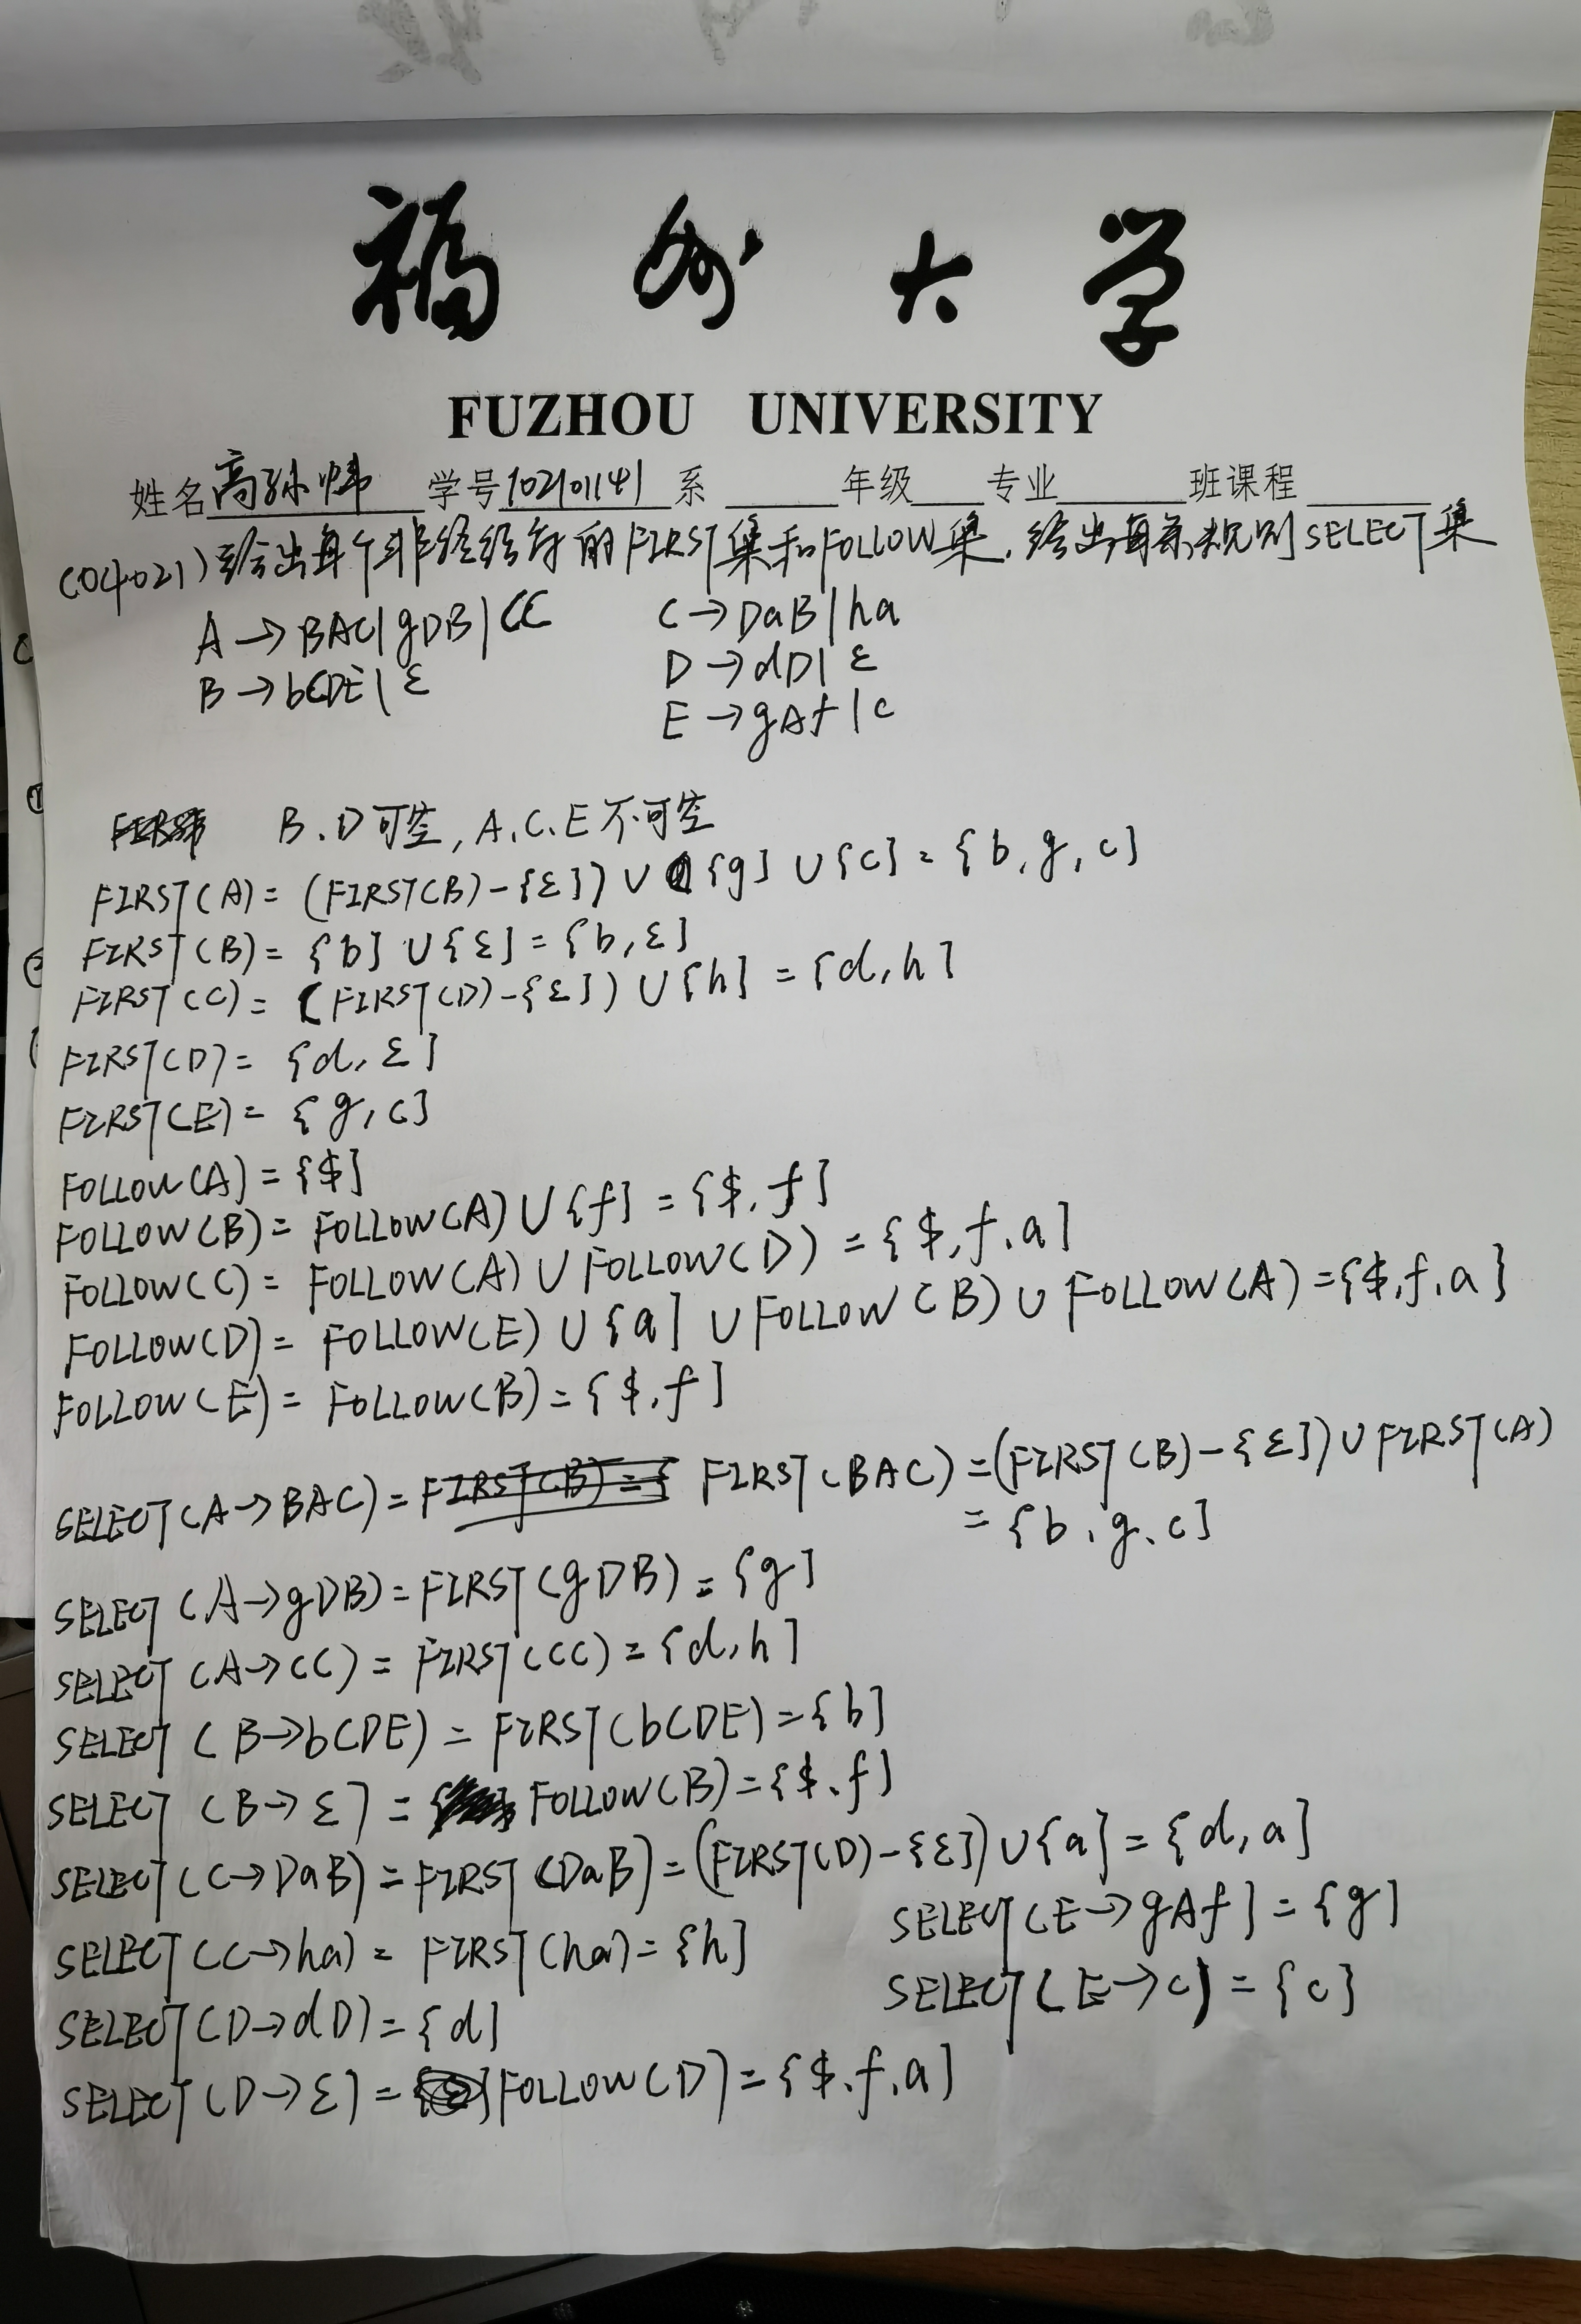 福州大学
FUZHOU UNIVERSITY
姓名高孙炜 学号102101141 系 年级 专业 班课程
(04021)给出每个非终结符的FIRST集和FOLLOW集,给出每条规则SELECT集
A→BAC|gDB|CC C→DaB|ha
B→bCDE|ε D→dD|ε
E→gAf|c
B、D可空,A、C、E不可空
FIRST(A)=(FIRST(B)-{ε})∪{g}∪{c}={b,g,c}
FIRST(B)={b}∪{ε}={b,ε}
FIRST(C)=(FIRST(D)-{ε})∪{h}={d,h}
FIRST(D)={d,ε}
FIRST(E)={g,c}
FOLLOW(A)={$}
FOLLOW(B)=FOLLOW(A)∪{f}={$,f}
FOLLOW(C)=FOLLOW(A)∪FOLLOW(D)={$,f,a}
FOLLOW(D)=FOLLOW(E)∪{a}∪FOLLOW(B)∪FOLLOW(A)={$,f,a}
FOLLOW(E)=FOLLOW(B)={$,f}
SELECT(A→BAC)=FIRST(BAC)=(FIRST(B)-{ε})∪FIRST(A)
={b、g、c}
SELECT(A→gDB)=FIRST(gDB)={g}
SELECT(A→CC)=FIRST(CC)={d,h}
SELECT(B→bCDE)=FIRST(bCDE)={b}
SELECT(B→ε)=FOLLOW(B)={$、f}
SELECT(C→DaB)=FIRST(DaB)=(FIRST(D)-{ε})∪{a}={d,a}
SELECT(E→gAf)={g}
SELECT(C→ha)=FIRST(ha)={h}
SELECT(E→c)={c}
SELECT(D→dD)={d}
SELECT(D→ε)=FOLLOW(D)={$、f、a}